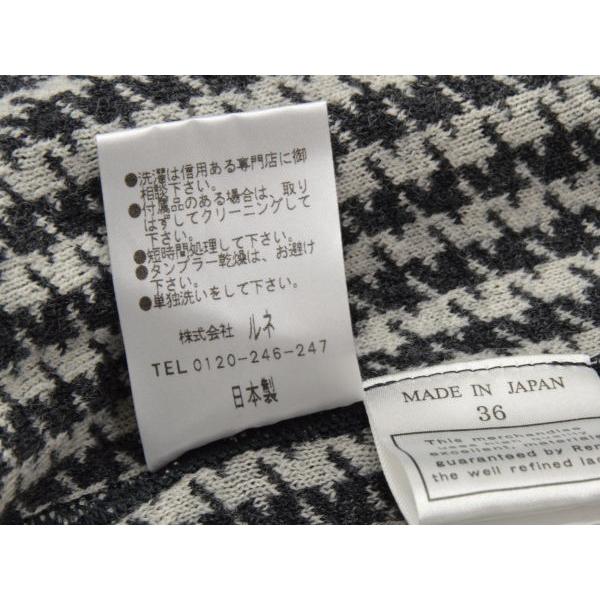 ●洗濯は信用ある専門店に御
相談下さい。
●付属品のある場合は、取り
はずしてクリーニングして
下さい。
●短時間処理して下さい。
●タンブラー乾燥は、お避け
下さい。
●単独洗いをして下さい。
株式会社 ルネ
TEL 0120-246-247
日本製
MADE IN JAPAN
36
This merchandise
excellent materials
guaranteed by
the well refined